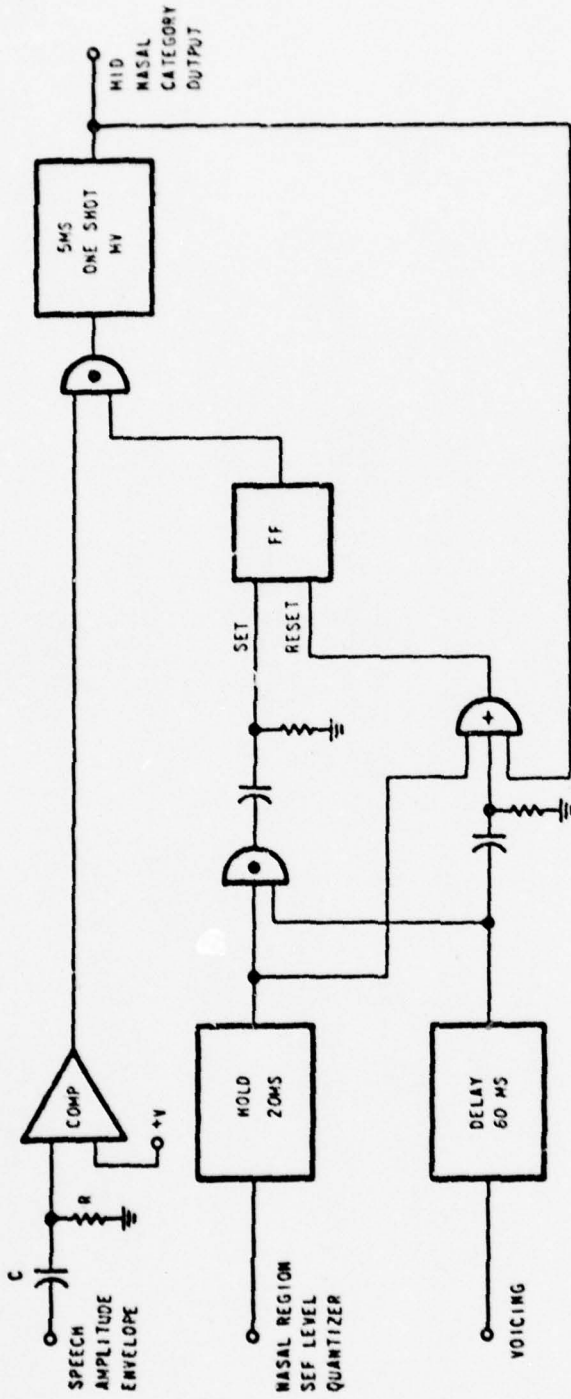 C
SPEECH
AMPLITUDE
ENVELOPE
R
COMP
+V
5MS
ONE SHOT
MV
MID
NASAL
CATEGORY
OUTPUT
NASAL REGION
SEF LEVEL
QUANTIZER
HOLD
20MS
SET
RESET
FF
+
VOICING
DELAY
60 MS